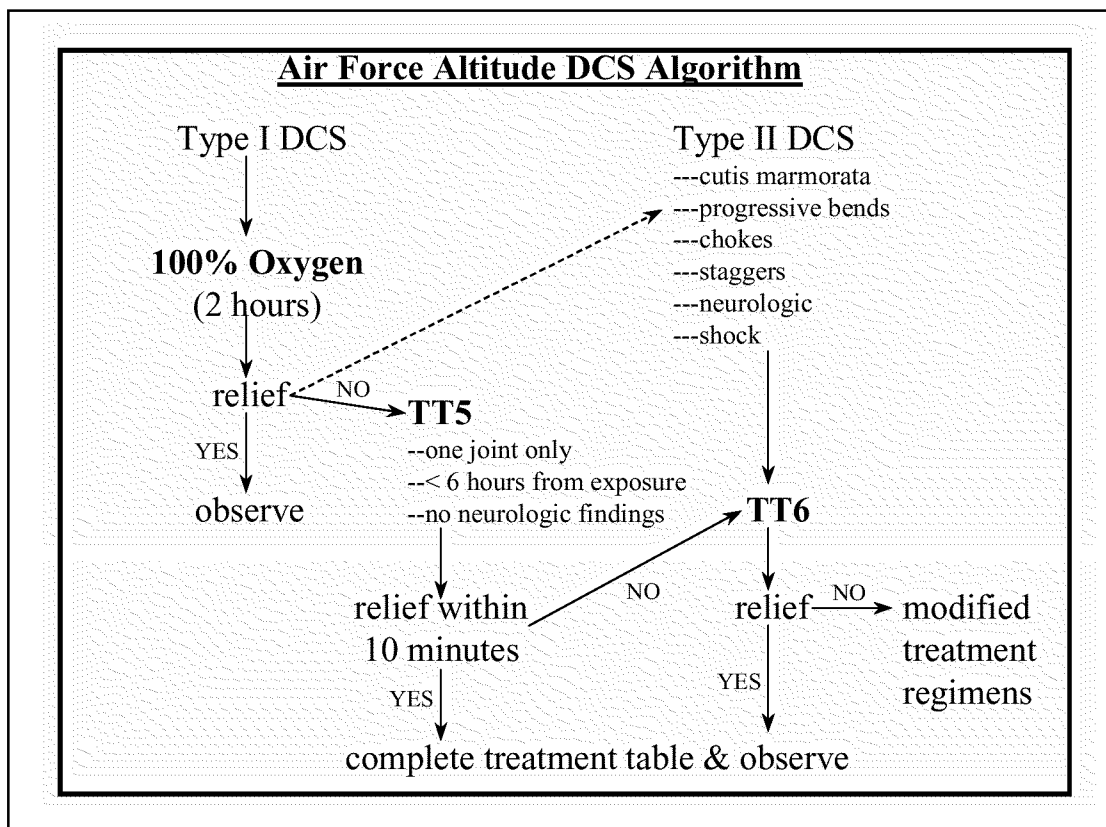 Air Force Altitude DCS Algorithm
Type I DCS
100% Oxygen
(2 hours)
relief
NO
YES
observe
TT5
--one joint only
--< 6 hours from exposure
--no neurologic findings
relief within
10 minutes
NO
YES
Type II DCS
---cutis marmorata
---progressive bends
---chokes
---staggers
---neurologic
---shock
TT6
relief
NO
modified
treatment
regimens
YES
complete treatment table & observe